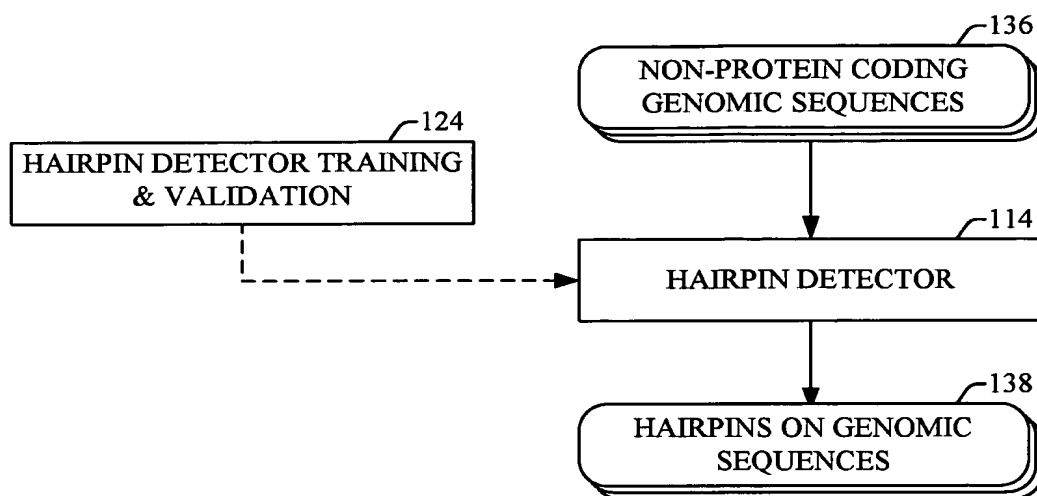 136
NON-PROTEIN CODING
GENOMIC SEQUENCES
124
HAIRPIN DETECTOR TRAINING
& VALIDATION
114
HAIRPIN DETECTOR
138
HAIRPINS ON GENOMIC
SEQUENCES